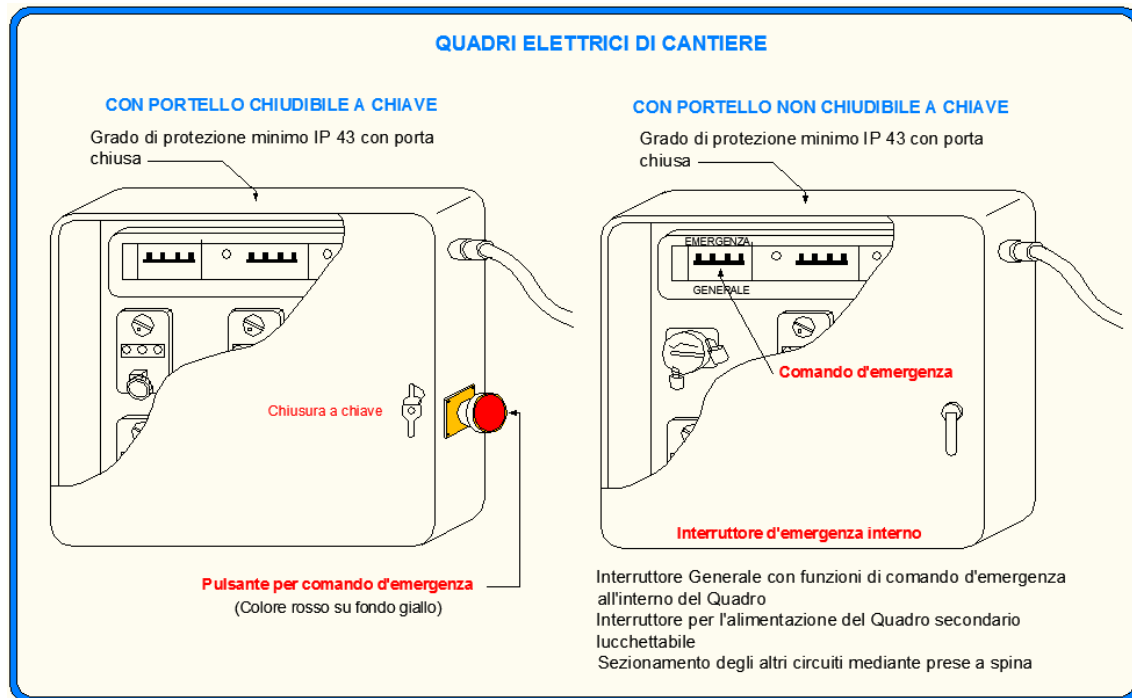 QUADRI ELETTRICI DI CANTIERE
CON PORTELLO CHIUDIBILE A CHIAVE
Grado di protezione minimo IP 43 con porta
chiusa
Chiusura a chiave
Pulsante per comando d'emergenza
(Colore rosso su fondo giallo)
CON PORTELLO NON CHIUDIBILE A CHIAVE
Grado di protezione minimo IP 43 con porta
chiusa
EMERGENZA
GENERALE
Comando d'emergenza
Interruttore d'emergenza interno
Interruttore Generale con funzioni di comando d'emergenza
all'interno del Quadro
Interruttore per l'alimentazione del Quadro secondario
lucchettabile
Sezionamento degli altri circuiti mediante prese a spina